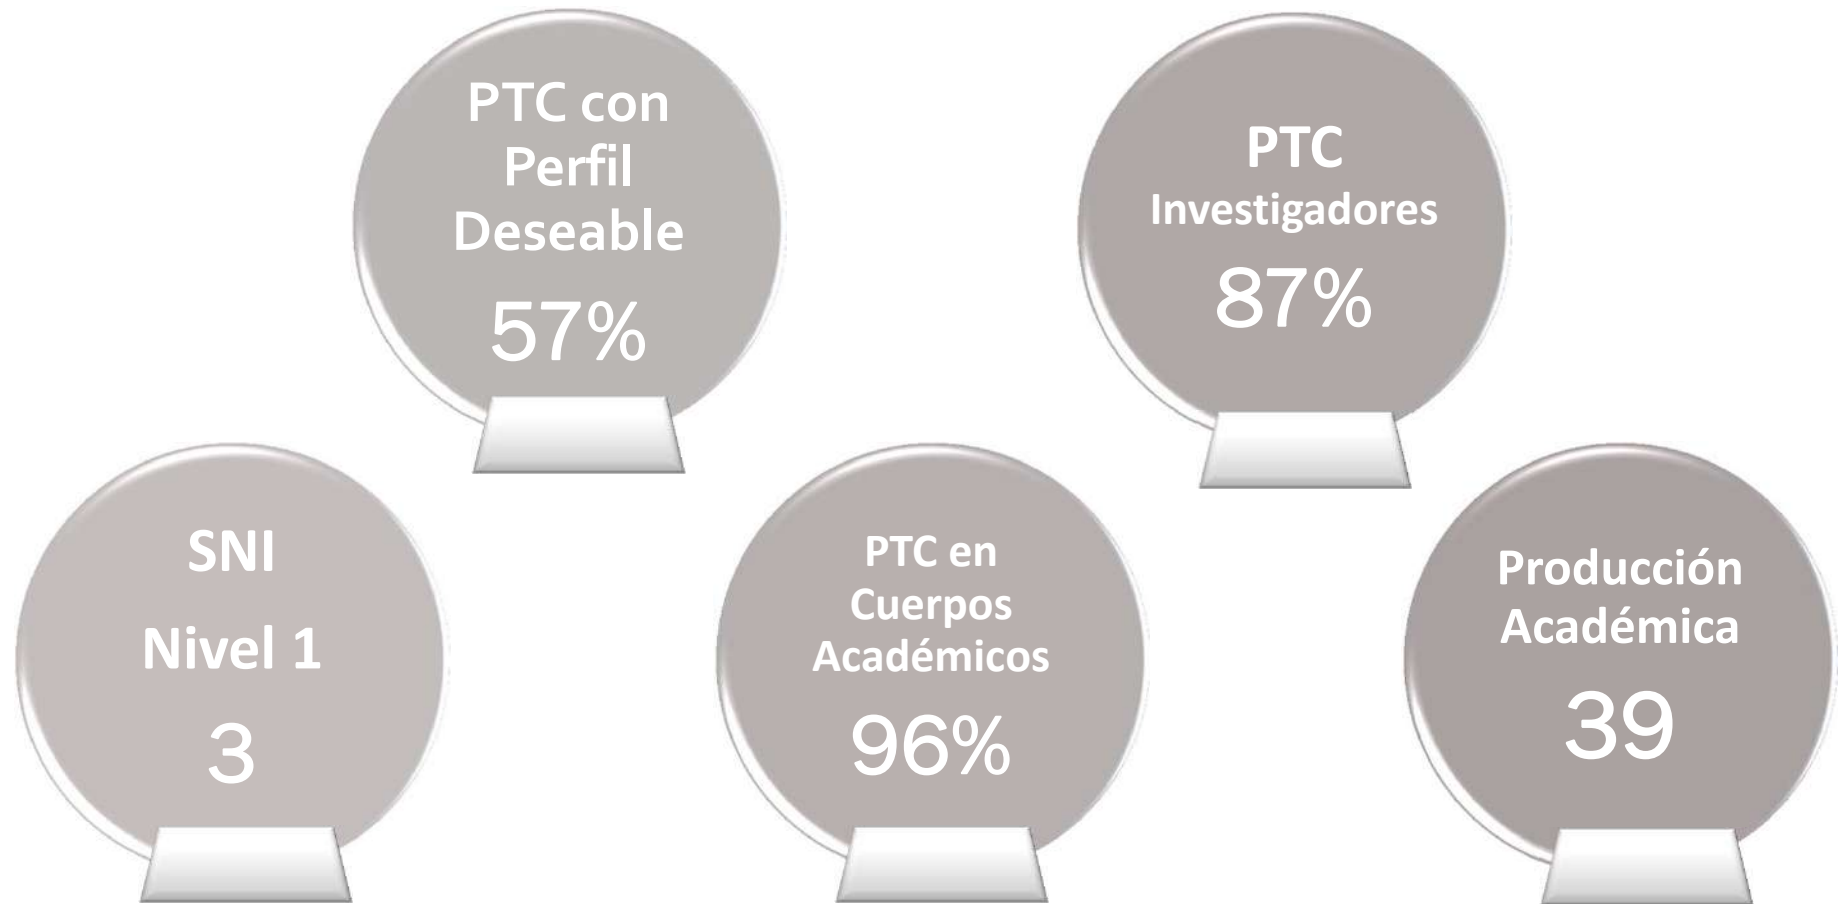 PTC con
Perfil
Deseable
57%
PTC
Investigadores
87%
SNI
Nivel 1
3
PTC en
Cuerpos
Académicos
96%
Producción
Académica
39